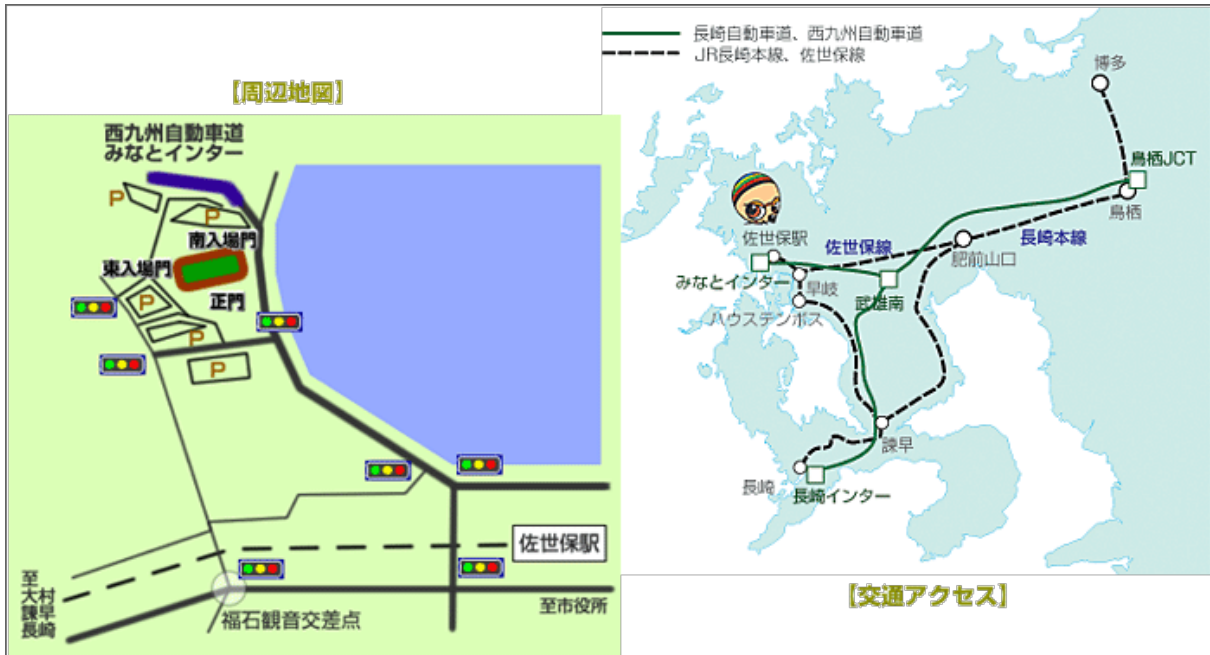 【周辺地図】
西九州自動車道
みなとインター
P
P
南入場門
東入場門
P
正門
P
P
佐世保駅
至
大村
諫早
長崎
福石観音交差点
至市役所
長崎自動車道、西九州自動車道
JR長崎本線、佐世保線
博多
鳥栖JCT
鳥栖
佐世保駅
佐世保線
長崎本線
肥前山口
みなとインター
早岐
武雄南
ハウステンボス
諫早
長崎
長崎インター
【交通アクセス】